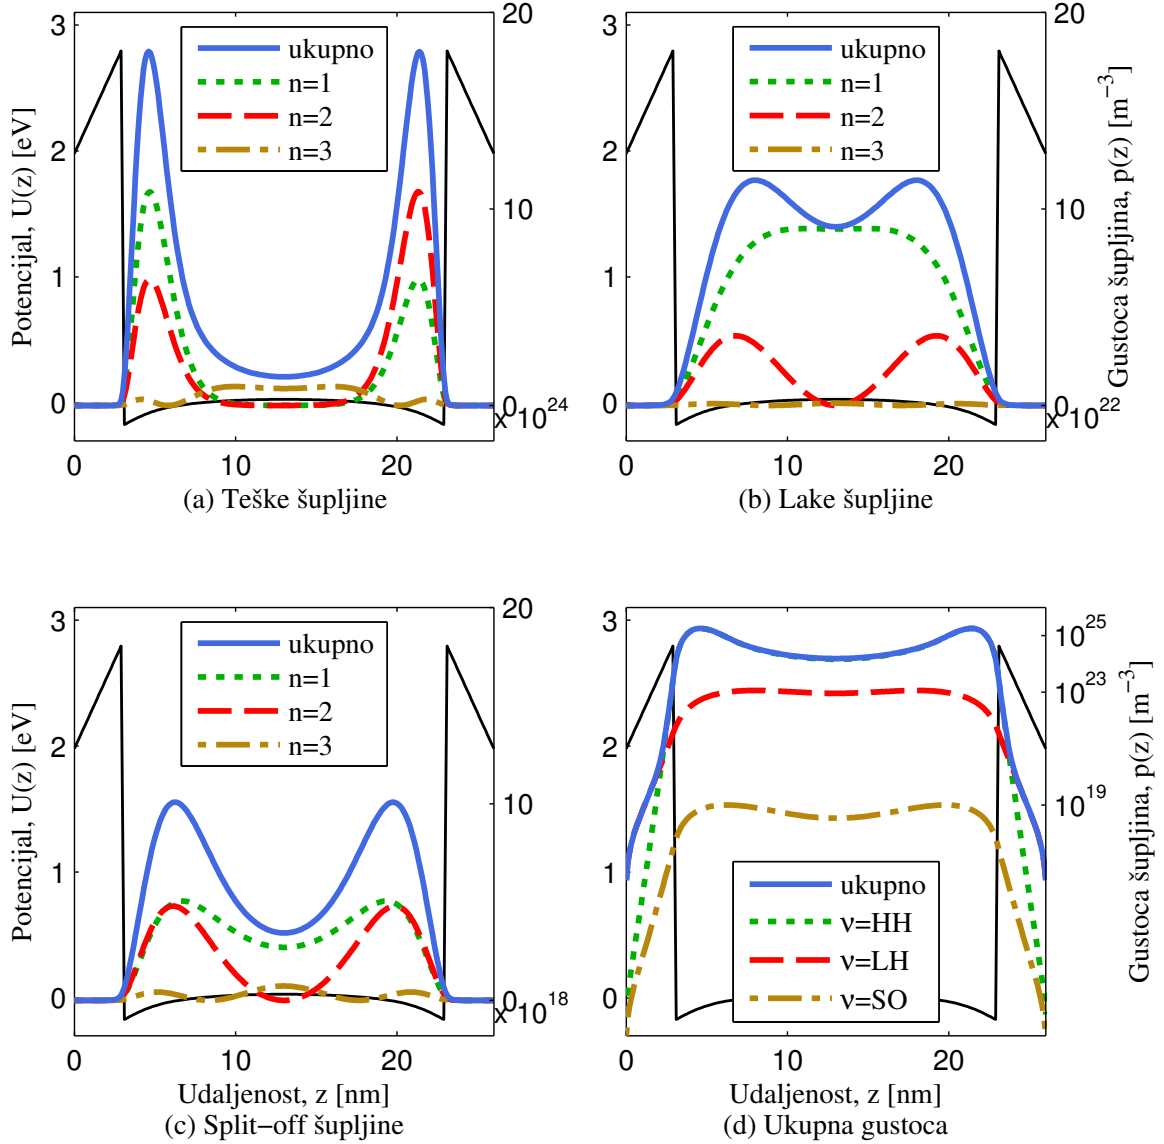 3
2
1
0
Potencijal, U(z) [eV]
ukupno
n=1
n=2
n=3
20
10
0
x 10^24
0 10 20
(a) Teške šupljine
3
2
1
0
ukupno
n=1
n=2
n=3
20
10
0
x 10^22
Gustoca šupljina, p(z) [m^−3]
0 10 20
(b) Lake šupljine
3
2
1
0
Potencijal, U(z) [eV]
ukupno
n=1
n=2
n=3
20
10
0
x 10^18
0 10 20
Udaljenost, z [nm]
(c) Split−off šupljine
3
2
1
0
ukupno
ν=HH
ν=LH
ν=SO
10^25
10^23
10^19
Gustoca šupljina, p(z) [m^−3]
0 10 20
Udaljenost, z [nm]
(d) Ukupna gustoca